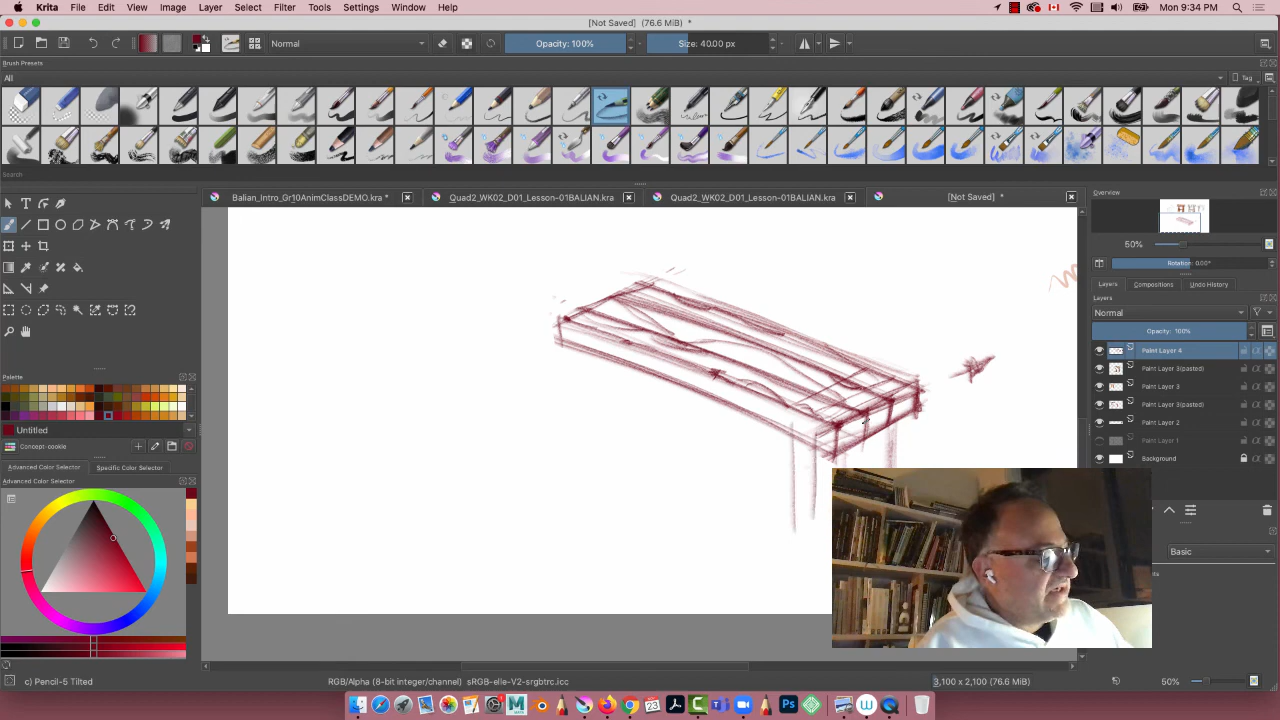 Krita File Edit View Image Layer Select Filter Tools Settings Window Help Mon 9:34 PM
[Not Saved] (76.6 MiB) *
Normal Opacity: 100% Size: 40.00 px
Brush Presets
All Tag
Search
Balian_Intro_Gr10AnimClassDEMO.kra * Quad2_WK02_D01_Lesson-01BALIAN.kra Quad2_WK02_D01_Lesson-01BALIAN.kra [Not Saved] * Overview
50%
Rotation: 0.00°
Layers Compositions Undo History
Layers
Normal
Opacity: 100%
Paint Layer 4
Paint Layer 3(pasted)
Paint Layer 3
Paint Layer 3(pasted)
Paint Layer 2
Paint Layer 1
Background
Untitled
Concept-cookie
Advanced Color Selector Specific Color Selector
Advanced Color Selector
Basic
c) Pencil-5 Tilted RGB/Alpha (8-bit integer/channel) sRGB-elle-V2-srgbtrc.icc 3,100 x 2,100 (76.6 MiB) 50%